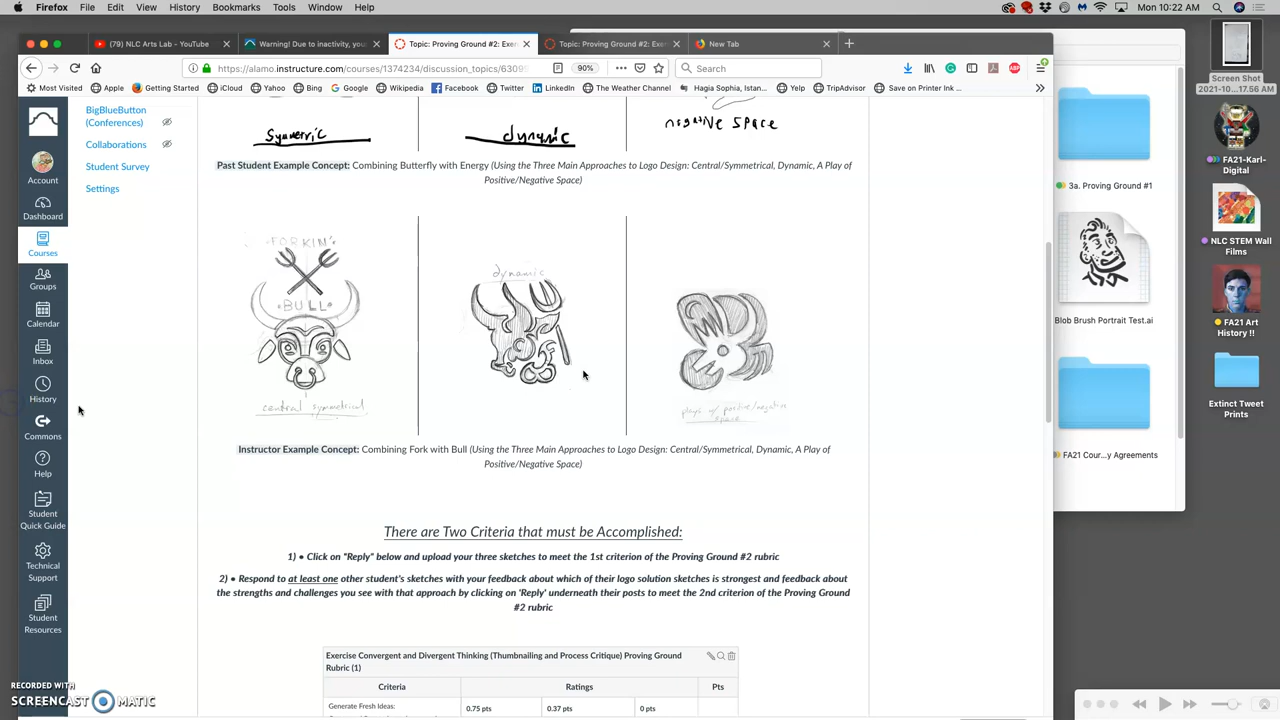 Firefox File Edit View History Bookmarks Tools Window Help
Mon 10:22 AM
(79) NLC Arts Lab - YouTube
Warning! Due to inactivity, you
Topic: Proving Ground #2: Exer
Topic: Proving Ground #2: Exer
New Tab
https://alamo.instructure.com/courses/1374234/discussion_topics/63095
90%
Search
Most Visited Apple Getting Started iCloud Yahoo Bing Google Wikipedia Facebook Twitter LinkedIn The Weather Channel Hagia Sophia, Istan... Yelp TripAdvisor Save on Printer Ink ...
BigBlueButton
(Conferences)
Collaborations
Student Survey
Settings
Account
Dashboard
Courses
Groups
Calendar
Inbox
History
Commons
Help
Student
Quick Guide
Technical
Support
Student
Resources
symmetric
dynamic
negative space
Past Student Example Concept: Combining Butterfly with Energy (Using the Three Main Approaches to Logo Design: Central/Symmetrical, Dynamic, A Play of
Positive/Negative Space)
FORKIN'
BULL
central symmetrical
dynamic
plays of positive/negative
space
Instructor Example Concept: Combining Fork with Bull (Using the Three Main Approaches to Logo Design: Central/Symmetrical, Dynamic, A Play of
Positive/Negative Space)
There are Two Criteria that must be Accomplished:
1) • Click on "Reply" below and upload your three sketches to meet the 1st criterion of the Proving Ground #2 rubric
2) • Respond to at least one other student's sketches with your feedback about which of their logo solution sketches is strongest and feedback about
the strengths and challenges you see with that approach by clicking on 'Reply' underneath their posts to meet the 2nd criterion of the Proving Ground
#2 rubric
Exercise Convergent and Divergent Thinking (Thumbnailing and Process Critique) Proving Ground
Rubric (1)
Criteria
Ratings
Pts
Generate Fresh Ideas:
0.75 pts
0.37 pts
0 pts
3a. Proving Ground #1
Blob Brush Portrait Test.ai
FA21 Cour...y Agreements
Screen Shot
2021-10...17.56 AM
FA21-Karl-
Digital
NLC STEM Wall
Films
FA21 Art
History !!
Extinct Tweet
Prints
RECORDED WITH
SCREENCAST MATIC